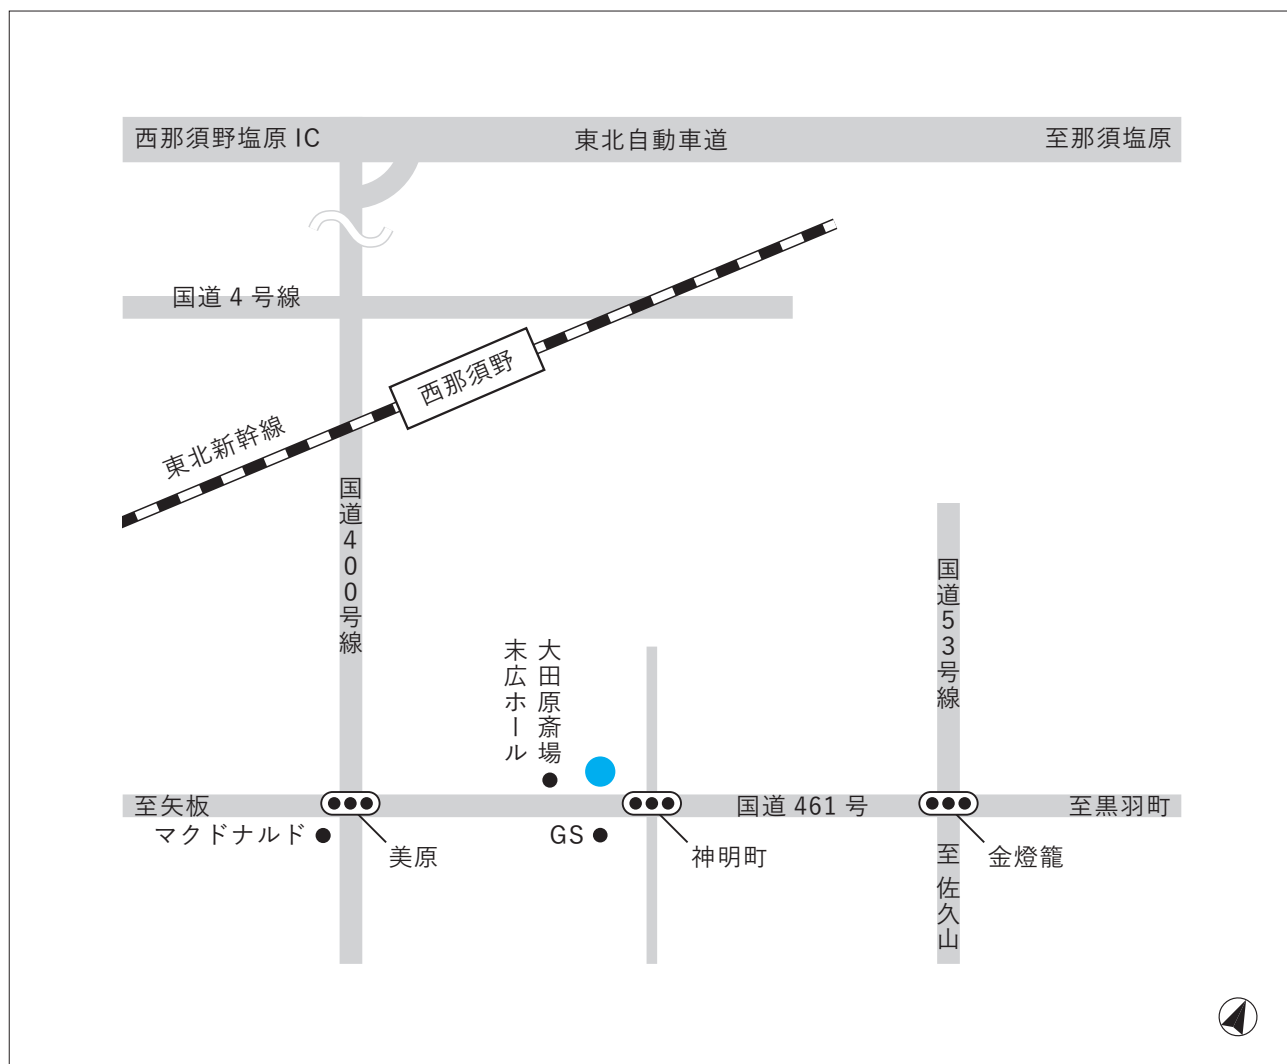 西那須野塩原 IC
東北自動車道
至那須塩原
国道 4 号線
西那須野
東北新幹線
国道400号線
国道53号線
大田原斎場
末広ホール
至矢板
国道 461 号
至黒羽町
マクドナルド
GS
美原
神明町
金燈籠
至 佐久山